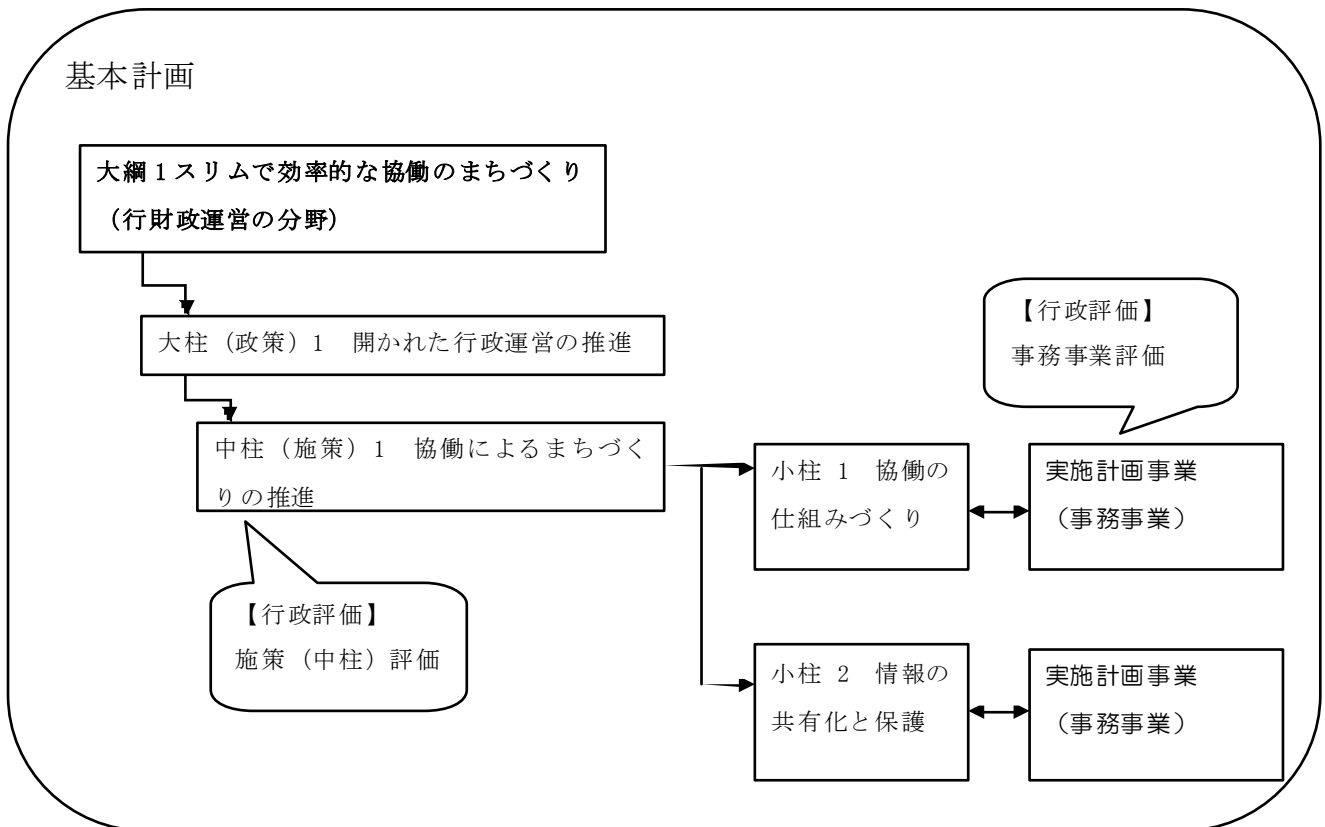 基本計画
大綱1スリムで効率的な協働のまちづくり
（行財政運営の分野）
大柱（政策）1　開かれた行政運営の推進
中柱（施策）1　協働によるまちづく
りの推進
【行政評価】
施策（中柱）評価
【行政評価】
事務事業評価
小柱 1　協働の
仕組みづくり
実施計画事業
（事務事業）
小柱 2　情報の
共有化と保護
実施計画事業
（事務事業）